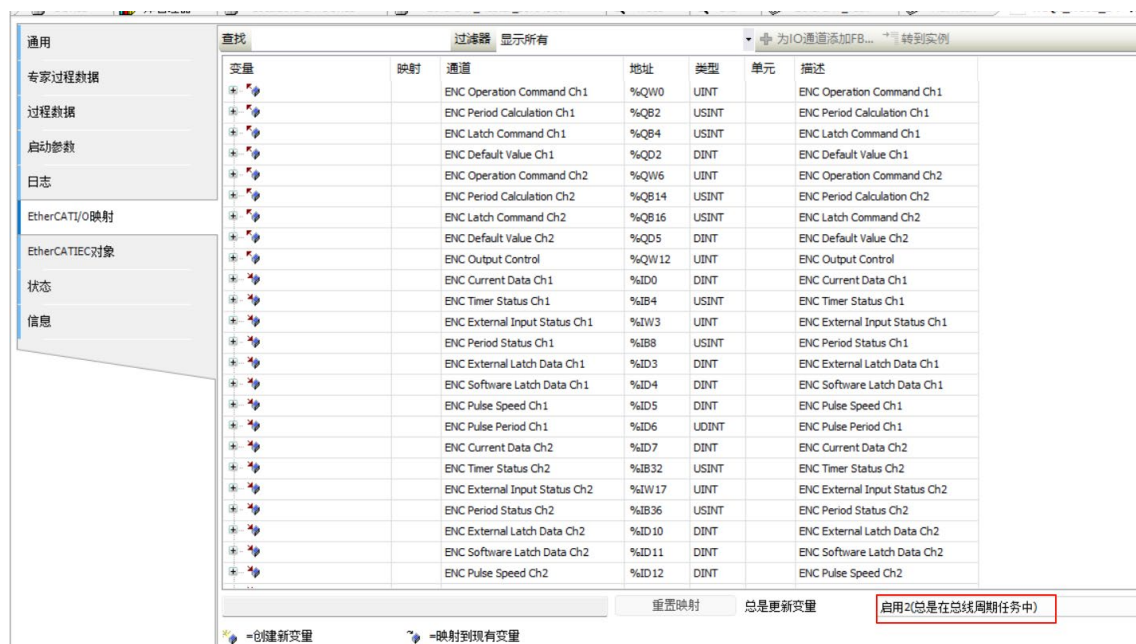 通用
专家过程数据
过程数据
启动参数
日志
EtherCATI/O映射
EtherCATIEC对象
状态
信息
查找 过滤器 显示所有 为IO通道添加FB... 转到实例
变量 映射 通道 地址 类型 单元 描述
ENC Operation Command Ch1 %QW0 UINT ENC Operation Command Ch1
ENC Period Calculation Ch1 %QB2 USINT ENC Period Calculation Ch1
ENC Latch Command Ch1 %QB4 USINT ENC Latch Command Ch1
ENC Default Value Ch1 %QD2 DINT ENC Default Value Ch1
ENC Operation Command Ch2 %QW6 UINT ENC Operation Command Ch2
ENC Period Calculation Ch2 %QB14 USINT ENC Period Calculation Ch2
ENC Latch Command Ch2 %QB16 USINT ENC Latch Command Ch2
ENC Default Value Ch2 %QD5 DINT ENC Default Value Ch2
ENC Output Control %QW12 UINT ENC Output Control
ENC Current Data Ch1 %ID0 DINT ENC Current Data Ch1
ENC Timer Status Ch1 %IB4 USINT ENC Timer Status Ch1
ENC External Input Status Ch1 %IW3 UINT ENC External Input Status Ch1
ENC Period Status Ch1 %IB8 USINT ENC Period Status Ch1
ENC External Latch Data Ch1 %ID3 DINT ENC External Latch Data Ch1
ENC Software Latch Data Ch1 %ID4 DINT ENC Software Latch Data Ch1
ENC Pulse Speed Ch1 %ID5 DINT ENC Pulse Speed Ch1
ENC Pulse Period Ch1 %ID6 UDINT ENC Pulse Period Ch1
ENC Current Data Ch2 %ID7 DINT ENC Current Data Ch2
ENC Timer Status Ch2 %IB32 USINT ENC Timer Status Ch2
ENC External Input Status Ch2 %IW17 UINT ENC External Input Status Ch2
ENC Period Status Ch2 %IB36 USINT ENC Period Status Ch2
ENC External Latch Data Ch2 %ID10 DINT ENC External Latch Data Ch2
ENC Software Latch Data Ch2 %ID11 DINT ENC Software Latch Data Ch2
ENC Pulse Speed Ch2 %ID12 DINT ENC Pulse Speed Ch2
重置映射 总是更新变量 启用2(总是在总线周期任务中)
=创建新变量 =映射到现有变量